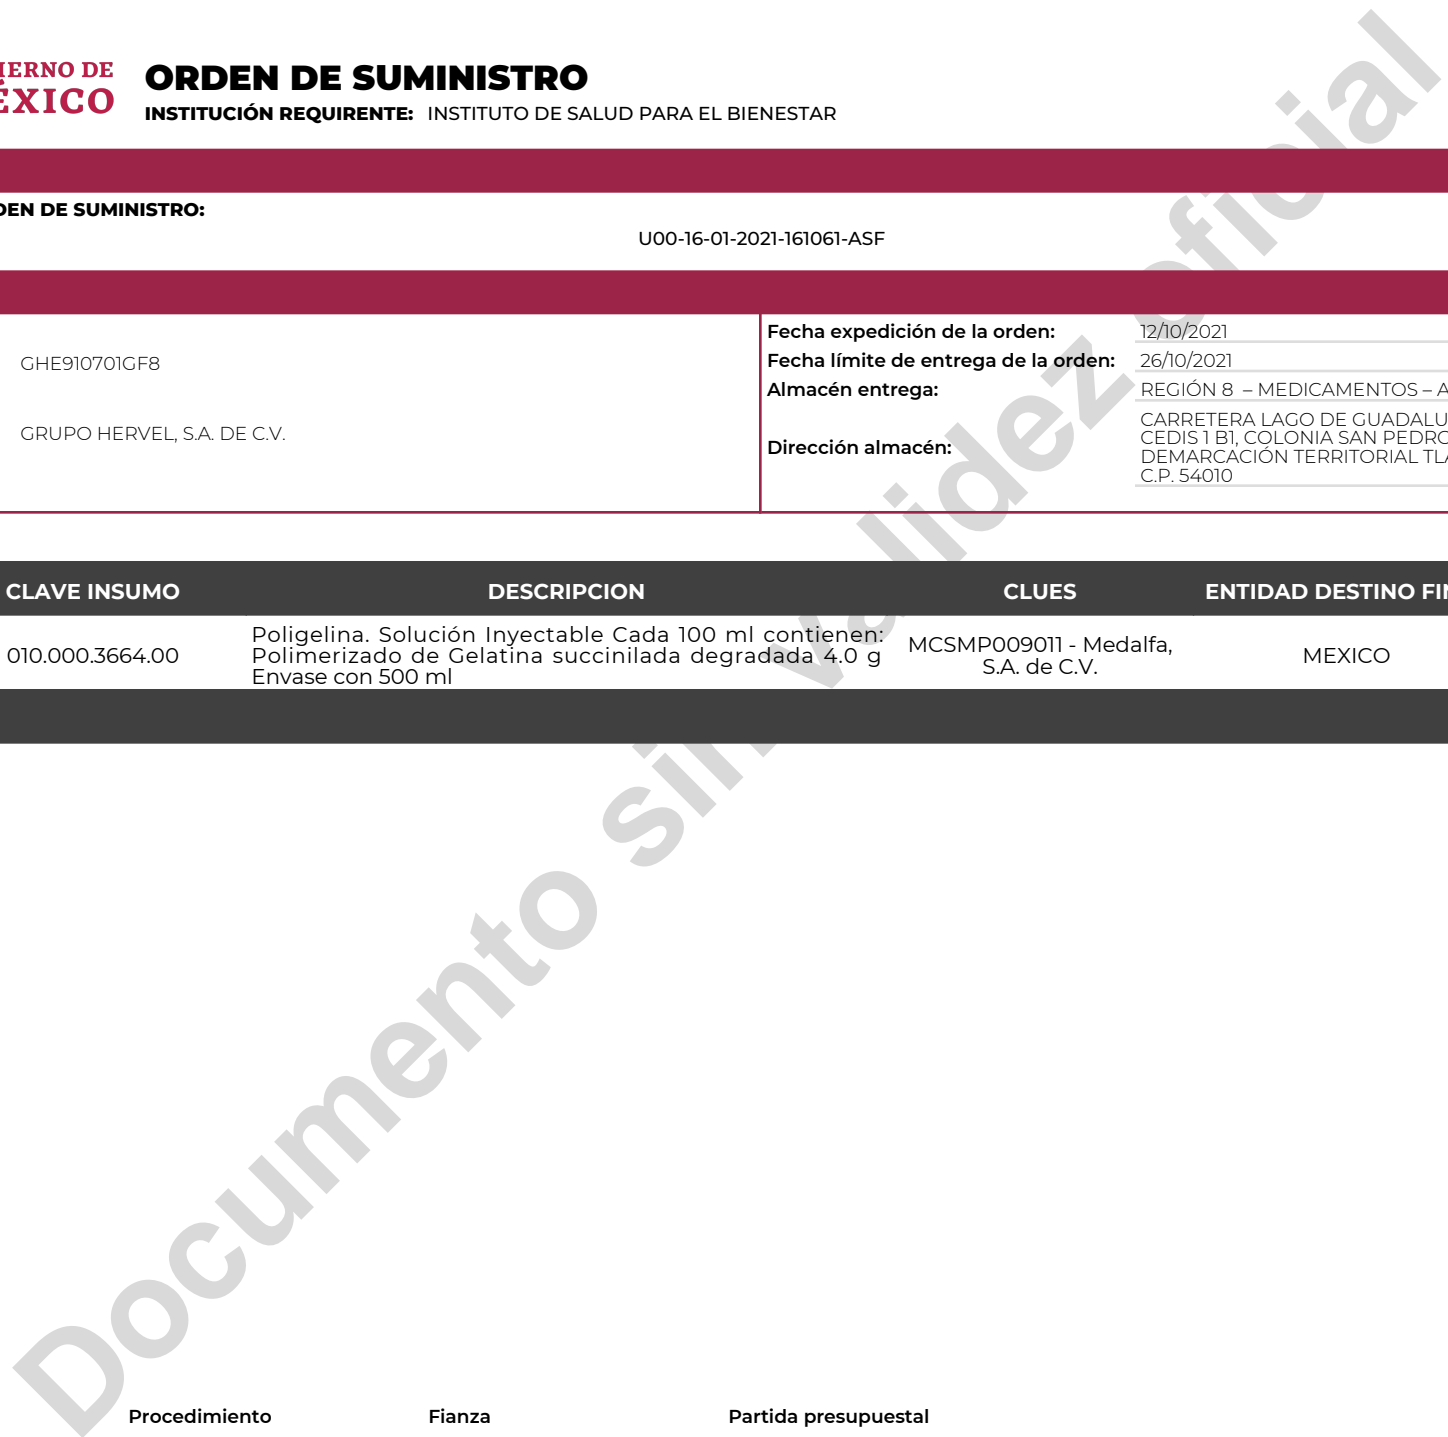 ORDEN DE SUMINISTRO
INSTITUCIÓN REQUIRENTE: INSTITUTO DE SALUD PARA EL BIENESTAR
DE
XICO
DE SUMINISTRO:
U00-16-01-2021-161061-ASF
GHE910701GF8
GRUPO HERVEL, S.A. DE C.V.
Fecha expedición de la orden: 12/10/2021
Fecha límite de entrega de la orden: 26/10/2021
Almacén entrega: REGIÓN 8 – MEDICAMENTOS – A
Dirección almacén:
CARRETERA LAGO DE GUADALU
CEDIS 1 B1, COLONIA SAN PEDRO
DEMARCACIÓN TERRITORIAL TLA
C.P. 54010
CLAVE INSUMO DESCRIPCION CLUES ENTIDAD DESTINO FIN
010.000.3664.00
Poligelina. Solución Inyectable Cada 100 ml contienen:
Polimerizado de Gelatina succinilada degradada 4.0 g
Envase con 500 ml
MCSMP009011 - Medalfa,
S.A. de C.V.
MEXICO
Documento sin validez oficial
Procedimiento Fianza Partida presupuestal